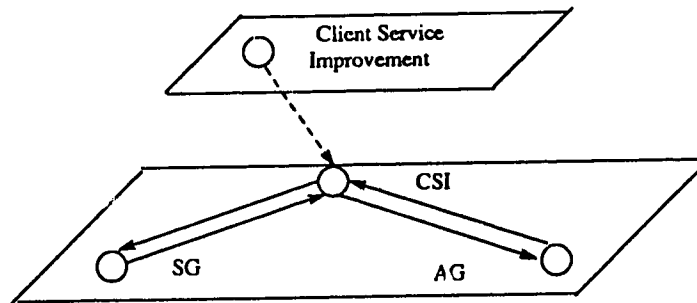 Client Service
Improvement
CSI
SG
AG